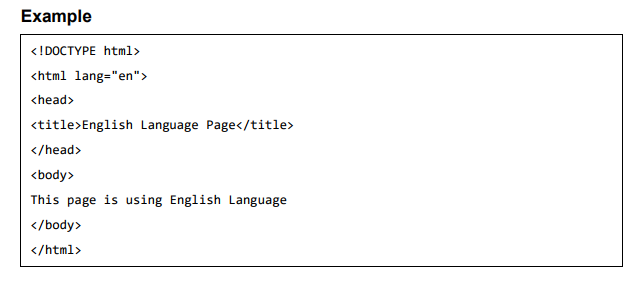 Example
<!DOCTYPE html>
<html lang="en">
<head>
<title>English Language Page</title>
</head>
<body>
This page is using English Language
</body>
</html>